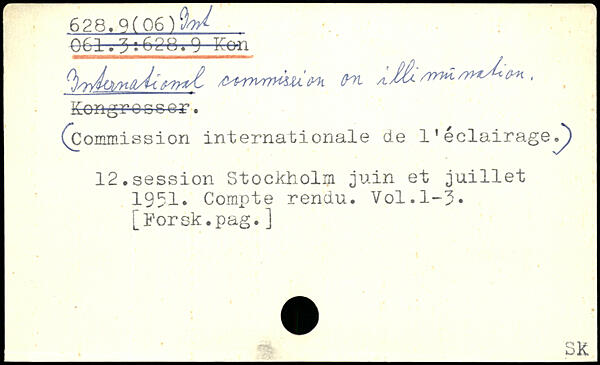 628.9(06) Int
061.3:628.9 Kon
International commission on illimination.
Kongresser.
(Commission internationale de l'éclairage.)
12.session Stockholm juin et juillet
1951. Compte rendu. Vol.1-3.
[Forsk.pag.]
Sk